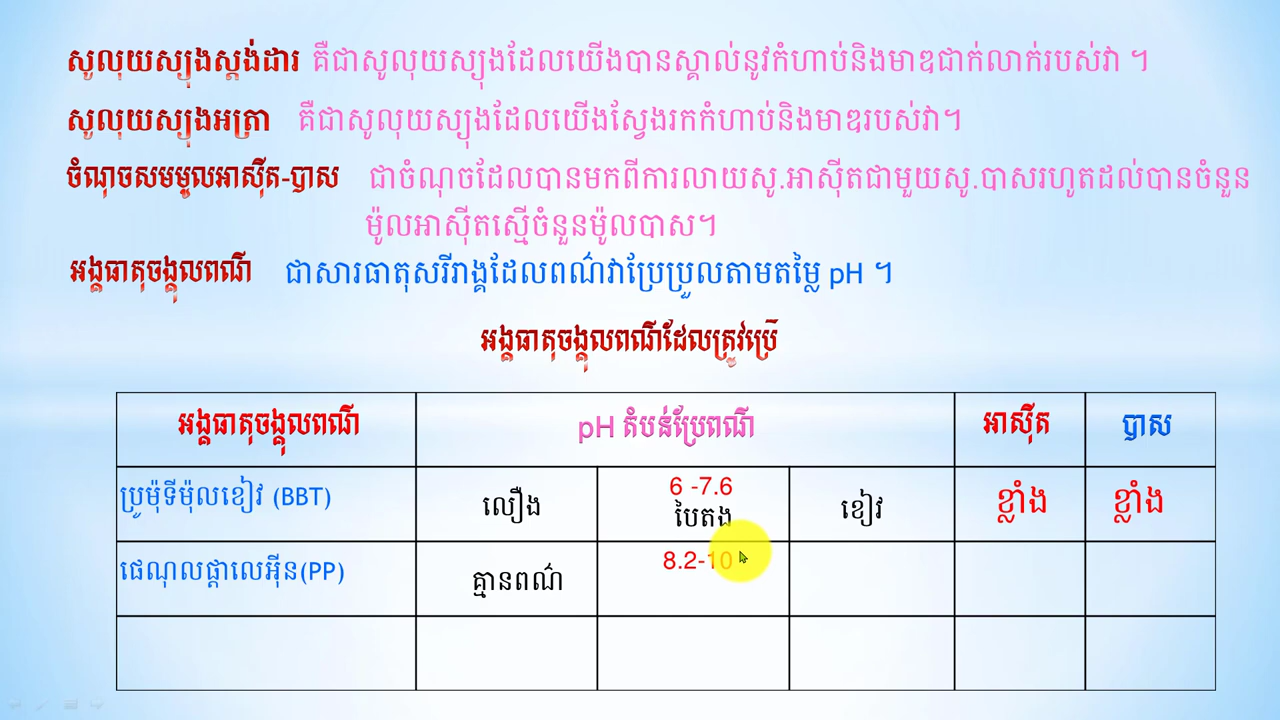 សូលុយស្យុងស្តង់ដារ គឺជាសូលុយស្យុងដែលយើងបានស្គាល់នូវកំហាប់និងមាឌជាក់លាក់របស់វា ។
សូលុយស្យុងអត្រា គឺជាសូលុយស្យុងដែលយើងស្វែងរកកំហាប់និងមាឌរបស់វា។
ចំណុចសមមូលអាស៊ីត-បាស ជាចំណុចដែលបានមកពីការលាយសូ.អាស៊ីតជាមួយសូ.បាសរហូតដល់បានចំនួន
ម៉ូលអាស៊ីតស្មើចំនួនម៉ូលបាស។
អង្គធាតុចង្អុលពណ៌ ជាសារធាតុសរីរាង្គដែលពណ៌វាប្រែប្រួលតាមតម្លៃ pH ។
អង្គធាតុចង្អុលពណ៌ដែលត្រូវប្រើ
អង្គធាតុចង្អុលពណ៌ pH តំបន់ប្រែពណ៌ អាស៊ីត បាស
ប្រូម៉ុទីម៉ុលខៀវ (BBT) លឿង 6 -7.6 ខៀវ ខ្លាំង ខ្លាំង
បៃតង
ផេណុលផ្តាលេអ៊ីន(PP) គ្មានពណ៌ 8.2-10